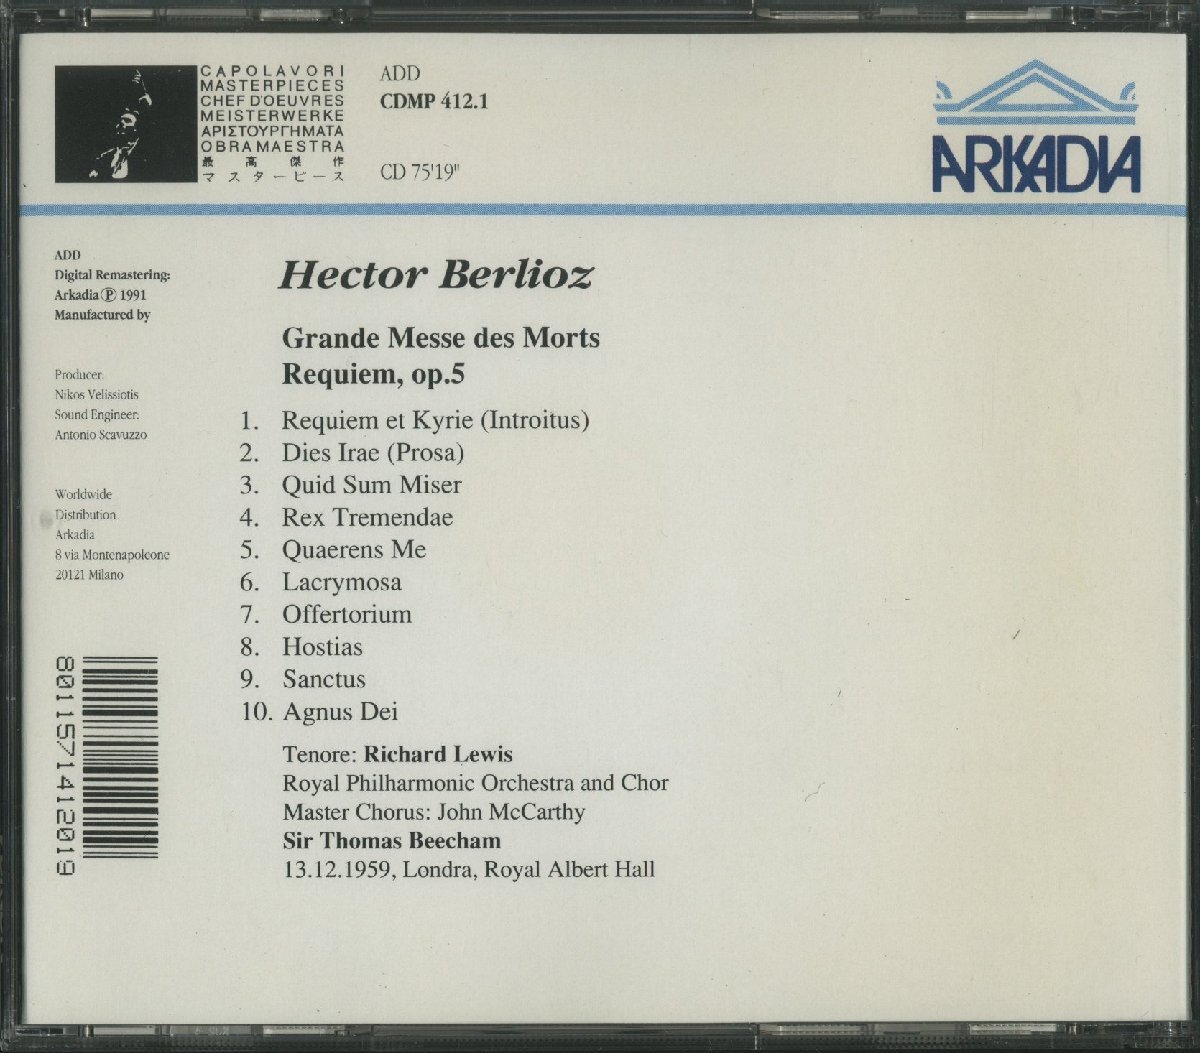 CAPOLAVORI
MASTERPIECES
CHEF D'OEUVRES
MEISTERWERKE
ΑΡΙΣΤΟΥΡΓΗΜΑΤΑ
OBRA MAESTRA
最高傑作
マスターピース
ADD
CDMP 412.1
CD 75'19"
ARKADIA
ADD
Digital Remastering:
Arkadia Ⓟ 1991
Manufactured by
Producer:
Nikos Velissiotis
Sound Engineer:
Antonio Scavuzzo
Worldwide
Distribution
Arkadia
8 via Montenapoleone
20121 Milano
8011571412019
Hector Berlioz
Grande Messe des Morts
Requiem, op.5
1. Requiem et Kyrie (Introitus)
2. Dies Irae (Prosa)
3. Quid Sum Miser
4. Rex Tremendae
5. Quaerens Me
6. Lacrymosa
7. Offertorium
8. Hostias
9. Sanctus
10. Agnus Dei
Tenore: Richard Lewis
Royal Philharmonic Orchestra and Chor
Master Chorus: John McCarthy
Sir Thomas Beecham
13.12.1959, Londra, Royal Albert Hall